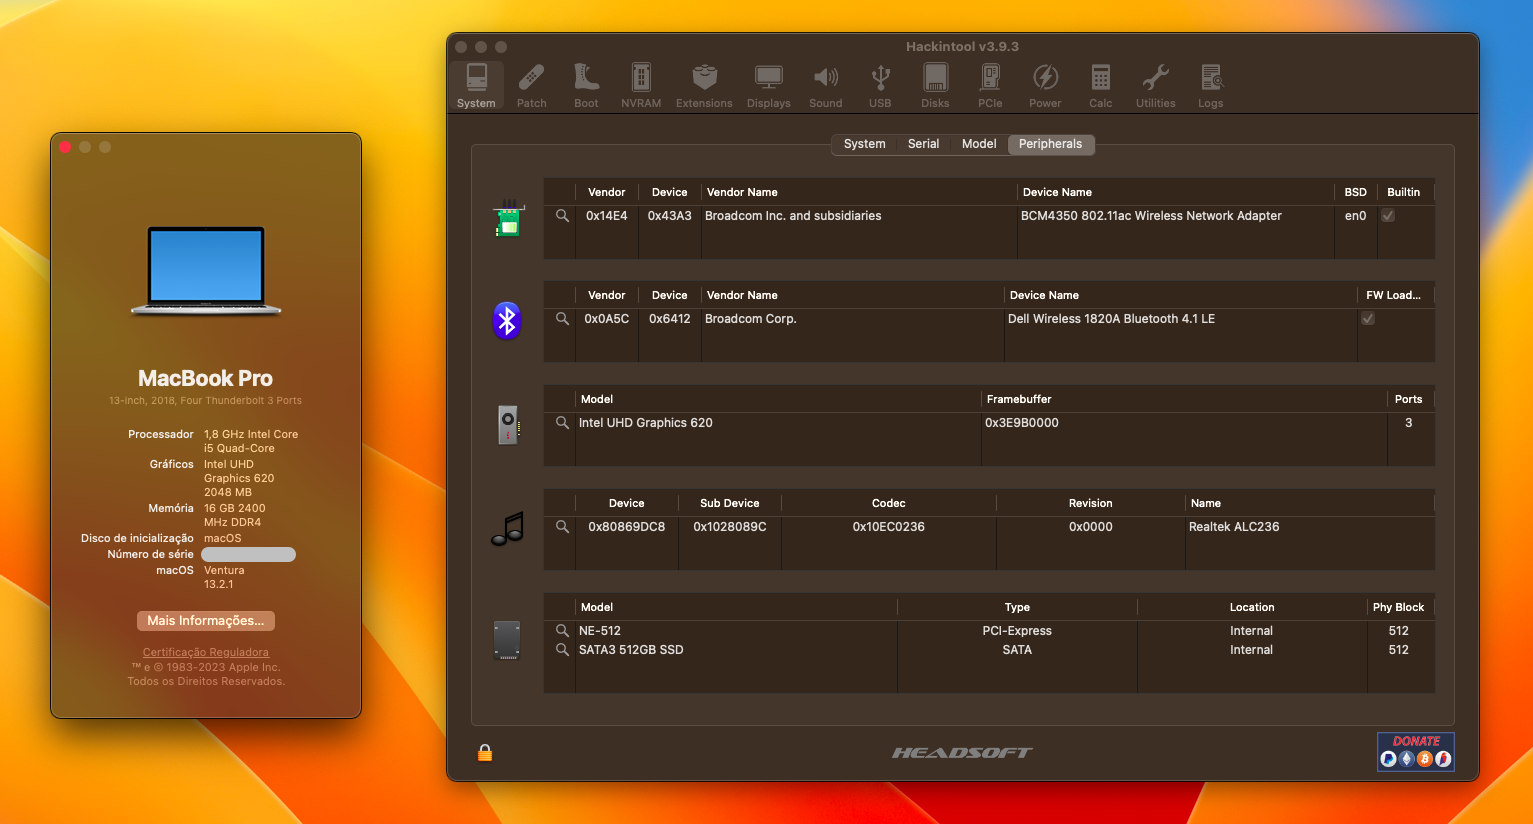 MacBook Pro
13-inch, 2018, Four Thunderbolt 3 Ports
Processador 1,8 GHz Intel Core
i5 Quad-Core
Gráficos Intel UHD
Graphics 620
2048 MB
Memória 16 GB 2400
MHz DDR4
Disco de inicialização macOS
Número de série
macOS Ventura
13.2.1
Mais Informações...
Certificação Reguladora
™ e © 1983-2023 Apple Inc.
Todos os Direitos Reservados.
Hackintool v3.9.3
System Patch Boot NVRAM Extensions Displays Sound USB Disks PCIe Power Calc Utilities Logs
System Serial Model Peripherals
Vendor Device Vendor Name Device Name BSD Builtin
0x14E4 0x43A3 Broadcom Inc. and subsidiaries BCM4350 802.11ac Wireless Network Adapter en0
Vendor Device Vendor Name Device Name FW Load...
0x0A5C 0x6412 Broadcom Corp. Dell Wireless 1820A Bluetooth 4.1 LE
Model Framebuffer Ports
Intel UHD Graphics 620 0x3E9B0000 3
Device Sub Device Codec Revision Name
0x80869DC8 0x1028089C 0x10EC0236 0x0000 Realtek ALC236
Model Type Location Phy Block
NE-512 PCI-Express Internal 512
SATA3 512GB SSD SATA Internal 512
HEADSOFT
DONATE